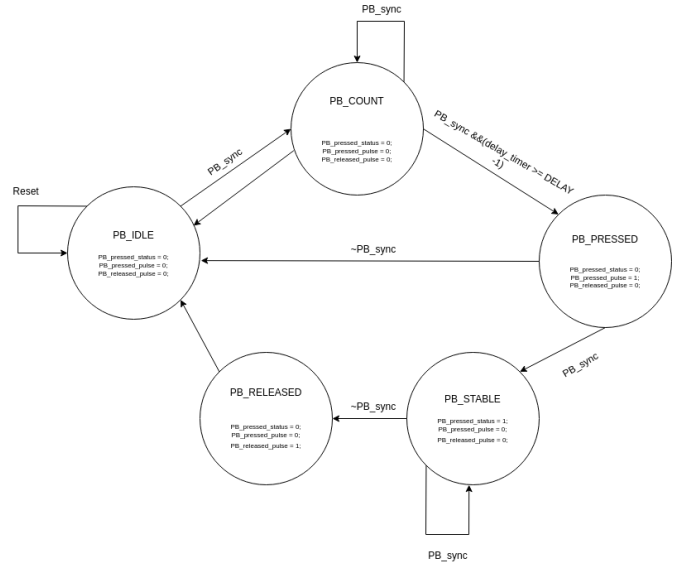 PB_sync
PB_COUNT
PB_pressed_status = 0;
PB_pressed_pulse = 0;
PB_released_pulse = 0;
PB_sync &&(delay_timer >= DELAY
-1)
PB_sync
Reset
PB_IDLE
PB_pressed_status = 0;
PB_pressed_pulse = 0;
PB_released_pulse = 0;
~PB_sync
PB_PRESSED
PB_pressed_status = 0;
PB_pressed_pulse = 1;
PB_released_pulse = 0;
PB_sync
PB_RELEASED
PB_pressed_status = 0;
PB_pressed_pulse = 0;
PB_released_pulse = 1;
~PB_sync
PB_STABLE
PB_pressed_status = 1;
PB_pressed_pulse = 0;
PB_released_pulse = 0;
PB_sync